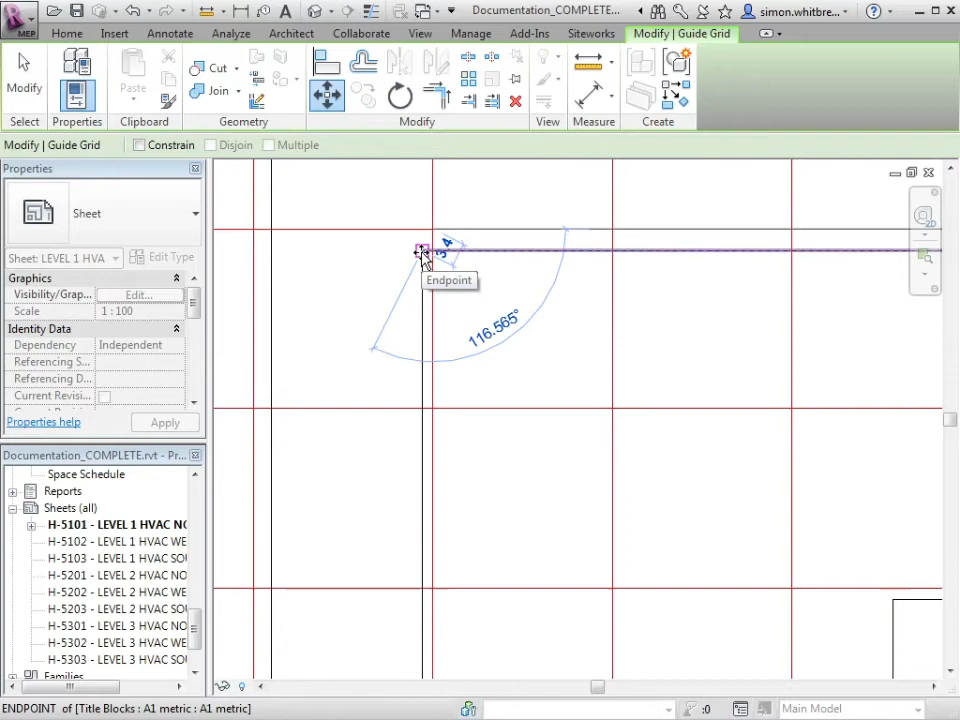 Documentation_COMPLETE... simon.whitbre...
MEP Home Insert Annotate Analyze Architect Collaborate View Manage Add-Ins Siteworks Modify | Guide Grid
Modify Paste Cut Join
Select Properties Clipboard Geometry Modify View Measure Create
Modify | Guide Grid Constrain Disjoin Multiple
Properties
Sheet
Sheet: LEVEL 1 HVA Edit Type
Graphics
Visibility/Grap... Edit...
Scale 1 : 100
Identity Data
Dependency Independent
Referencing S...
Referencing D...
Current Revisi...
Properties help Apply
Documentation_COMPLETE.rvt - Pr...
Space Schedule
Reports
Sheets (all)
H-5101 - LEVEL 1 HVAC NO
H-5102 - LEVEL 1 HVAC WE
H-5103 - LEVEL 1 HVAC SO
H-5201 - LEVEL 2 HVAC NO
H-5202 - LEVEL 2 HVAC WE
H-5203 - LEVEL 2 HVAC SO
H-5301 - LEVEL 3 HVAC NO
H-5302 - LEVEL 3 HVAC WE
H-5303 - LEVEL 3 HVAC SO
Families
3.4
Endpoint
116.565°
2D
ENDPOINT of [Title Blocks : A1 metric : A1 metric] :0 Main Model